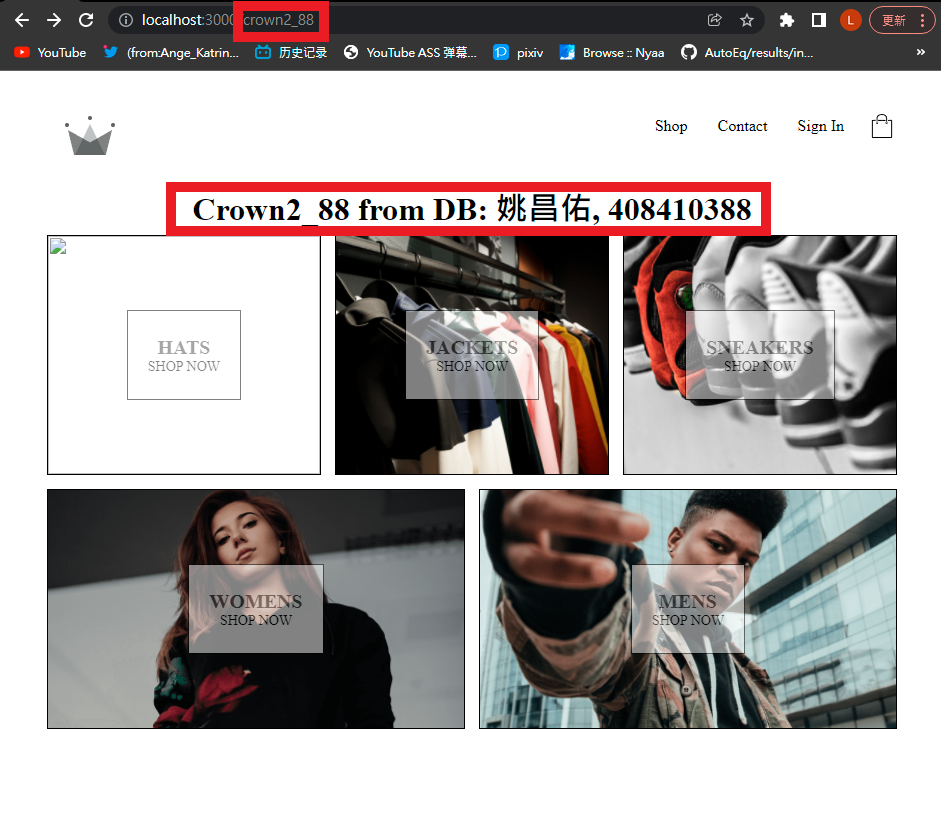 localhost:3000/crown2_88
L
更新
YouTube
(from:Ange_Katrin...
历史记录
YouTube ASS 弹幕...
pixiv
Browse :: Nyaa
AutoEq/results/in...
»
Shop
Contact
Sign In
Crown2_88 from DB: 姚昌佑, 408410388
HATS
SHOP NOW
JACKETS
SHOP NOW
SNEAKERS
SHOP NOW
WOMENS
SHOP NOW
MENS
SHOP NOW